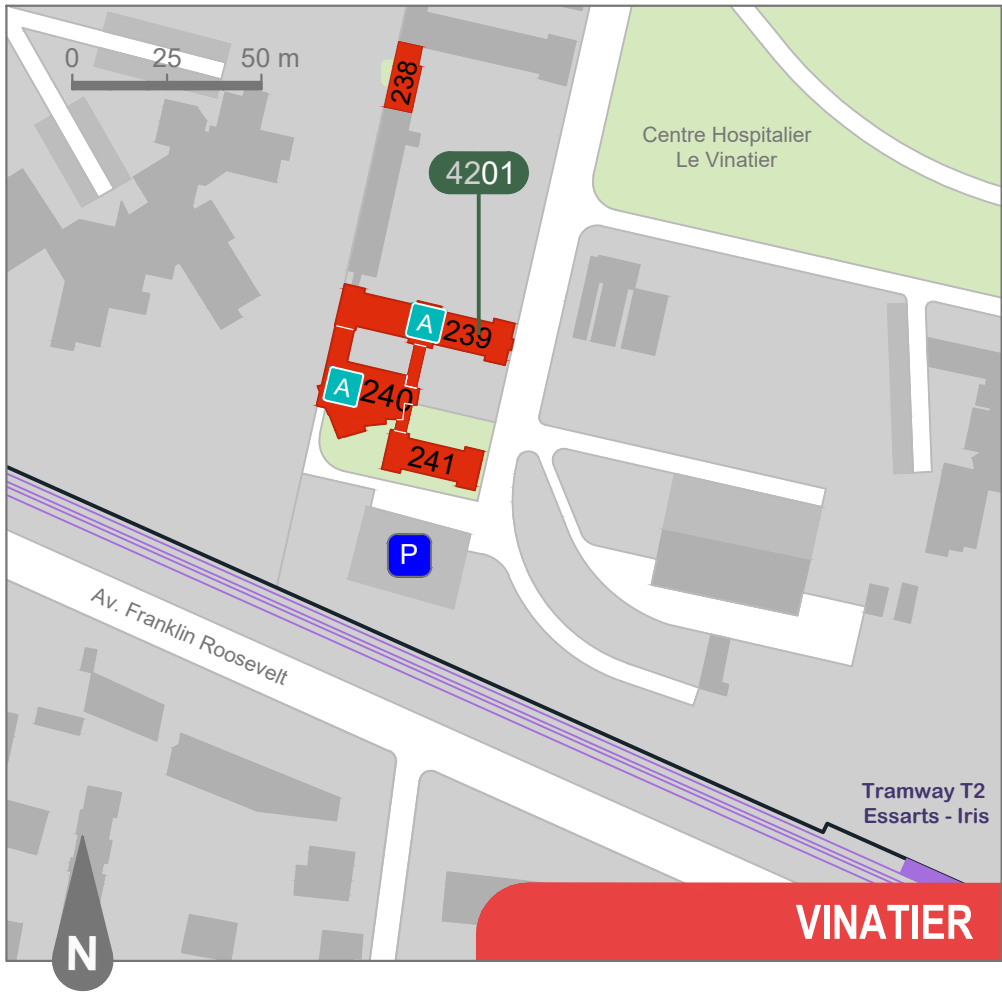 0 25 50 m
238
Centre Hospitalier
Le Vinatier
4201
A
239
A
240
241
P
Av. Franklin Roosevelt
Tramway T2
Essarts - Iris
VINATIER
N